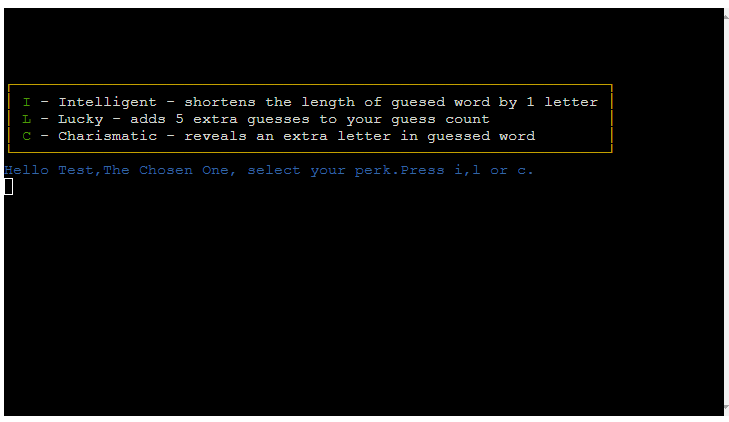 I - Intelligent - shortens the length of guesed word by 1 letter
L - Lucky - adds 5 extra guesses to your guess count
C - Charismatic - reveals an extra letter in guessed word
Hello Test,The Chosen One, select your perk.Press i,l or c.